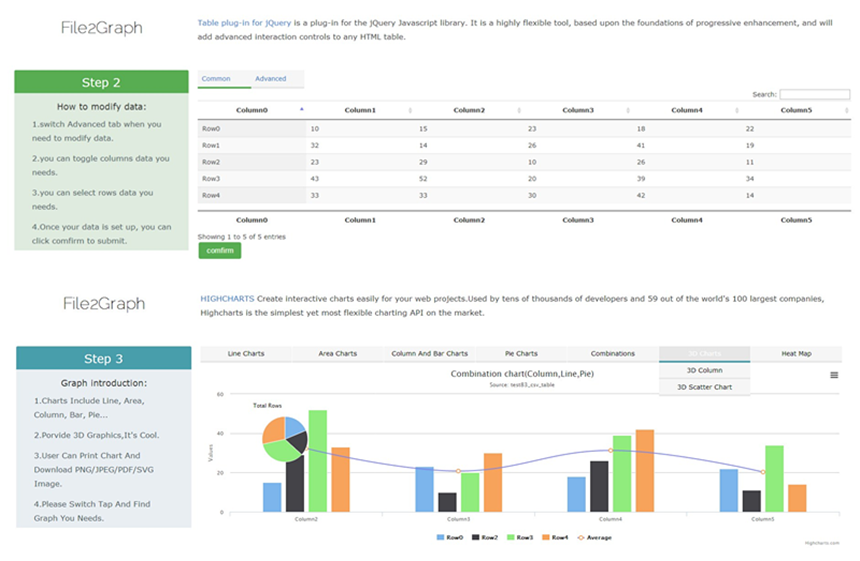 File2Graph
Table plug-in for jQuery is a plug-in for the jQuery Javascript library. It is a highly flexible tool, based upon the foundations of progressive enhancement, and will
add advanced interaction controls to any HTML table.
Step 2
How to modify data:
1.switch Advanced tab when you
need to modify data.
2.you can toggle columns data you
needs.
3.you can select rows data you
needs.
4.Once your data is set up, you can
click comfirm to submit.
Common Advanced
Search:
Column0 Column1 Column2 Column3 Column4 Column5
Row0 10 15 23 18 22
Row1 32 14 26 41 19
Row2 23 29 10 26 11
Row3 43 52 20 39 34
Row4 33 33 30 42 14
Column0 Column1 Column2 Column3 Column4 Column5
Showing 1 to 5 of 5 entries
comfirm
File2Graph
HIGHCHARTS Create interactive charts easily for your web projects.Used by tens of thousands of developers and 59 out of the world's 100 largest companies,
Highcharts is the simplest yet most flexible charting API on the market.
Step 3
Graph introduction:
1.Charts Include Line, Area,
Column, Bar, Pie...
2.Porvide 3D Graphics,It's Cool.
3.User Can Print Chart And
Download PNG/JPEG/PDF/SVG
Image.
4.Please Switch Tap And Find
Graph You Needs.
Line Charts Area Charts Column And Bar Charts Pie Charts Combinations 3D Charts Heat Map
3D Column
3D Scatter Chart
Combination chart(Column,Line,Pie)
Source: test83_csv_table
Total Rows
Values
60
40
20
0
Column2 Column3 Column4 Column5
Row0 Row2 Row3 Row4 Average
Highcharts.com